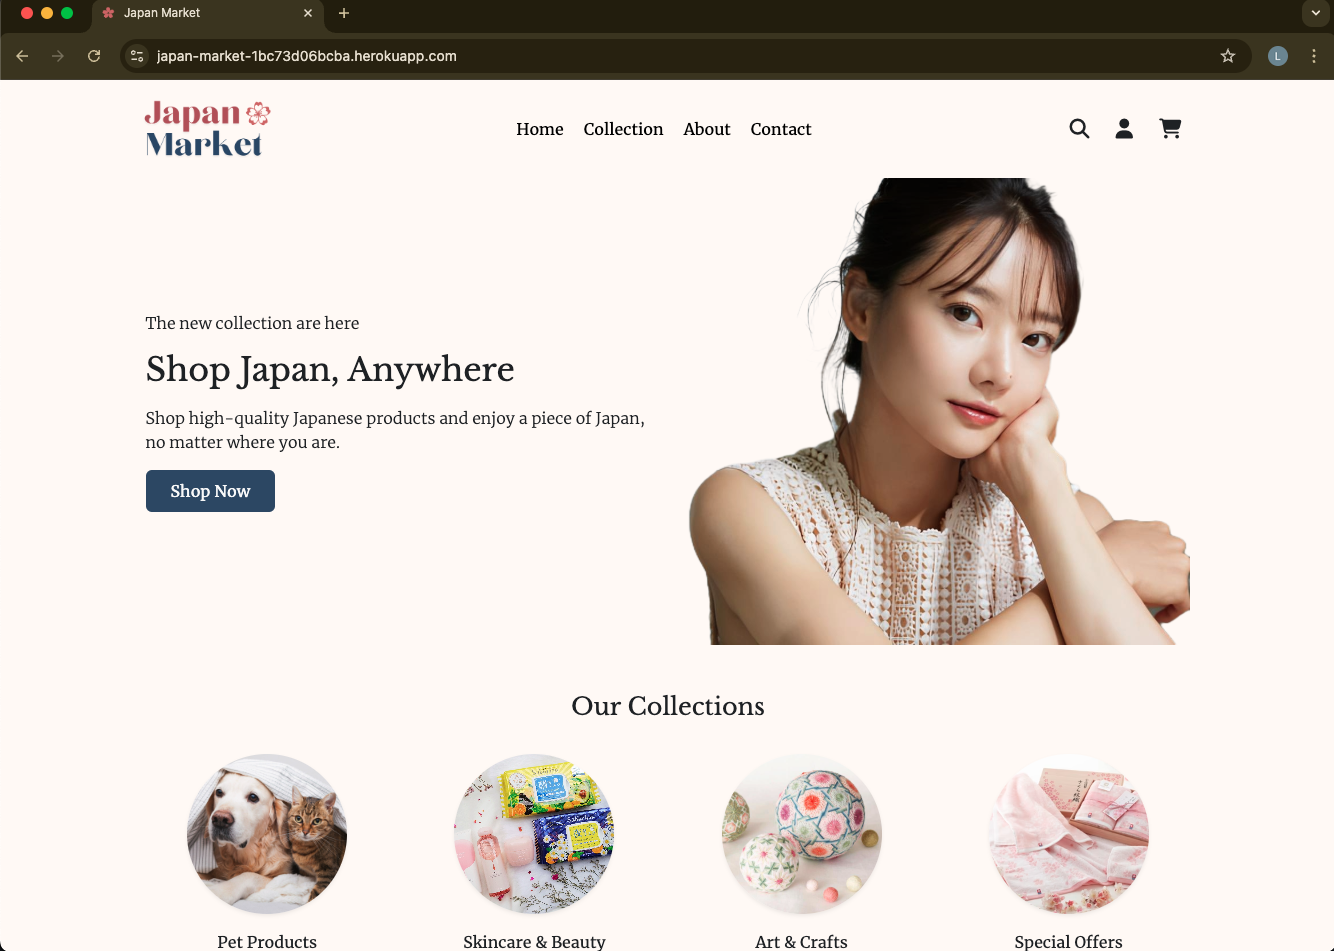 Japan Market
japan-market-1bc73d06bcba.herokuapp.com
L
Japan
Market
Home Collection About Contact
The new collection are here
Shop Japan, Anywhere
Shop high-quality Japanese products and enjoy a piece of Japan,
no matter where you are.
Shop Now
Our Collections
Pet Products Skincare & Beauty Art & Crafts Special Offers